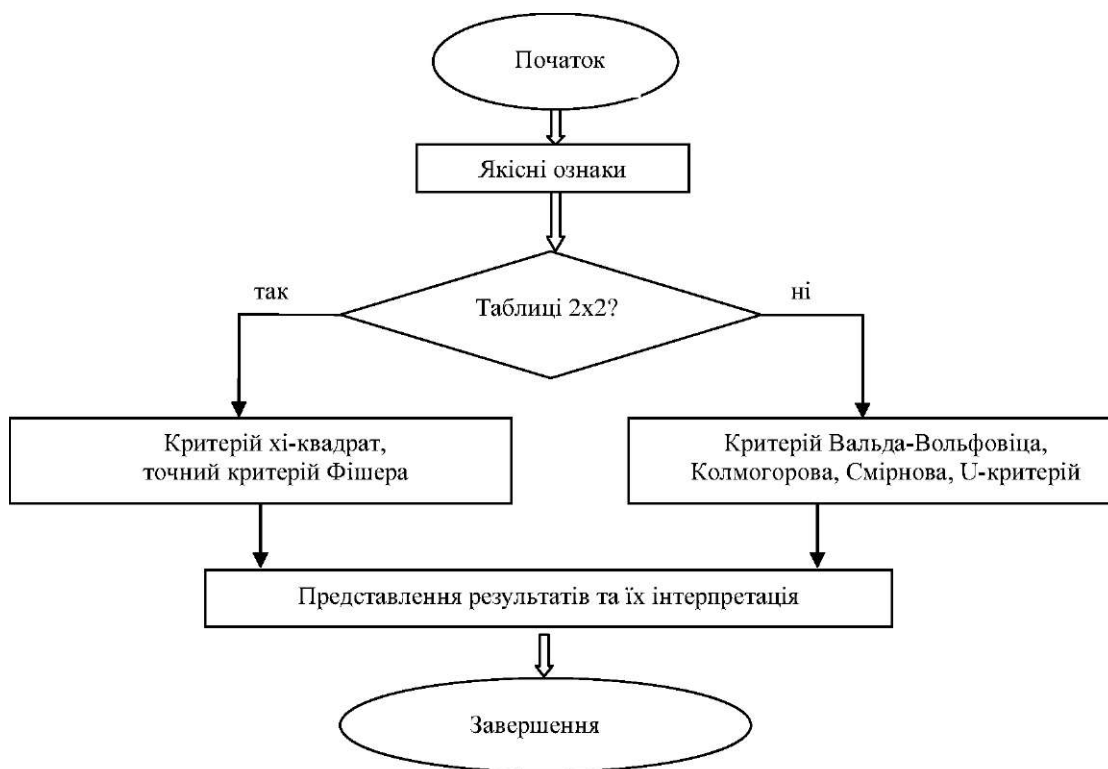 Початок
Якісні ознаки
так
Таблиці 2х2?
ні
Критерій хі-квадрат,
точний критерій Фішера
Критерій Вальда-Вольфовіца,
Колмогорова, Смірнова, U-критерій
Представлення результатів та їх інтерпретація
Завершення